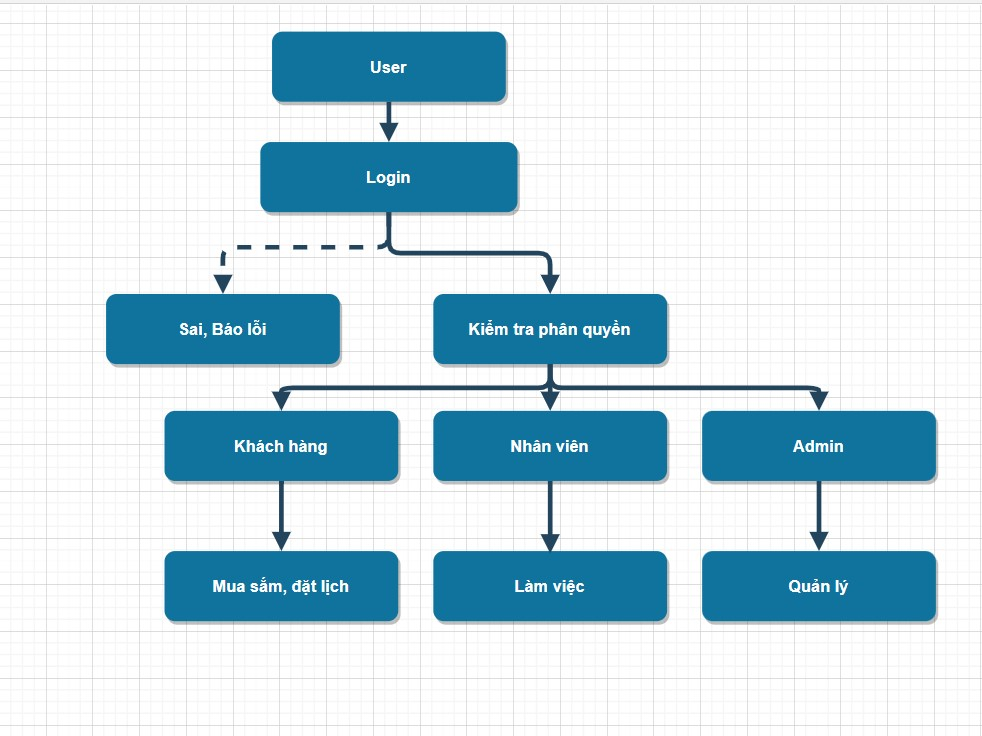 User
Login
Sai, Báo lỗi
Kiểm tra phân quyền
Khách hàng
Nhân viên
Admin
Mua sắm, đặt lịch
Làm việc
Quản lý